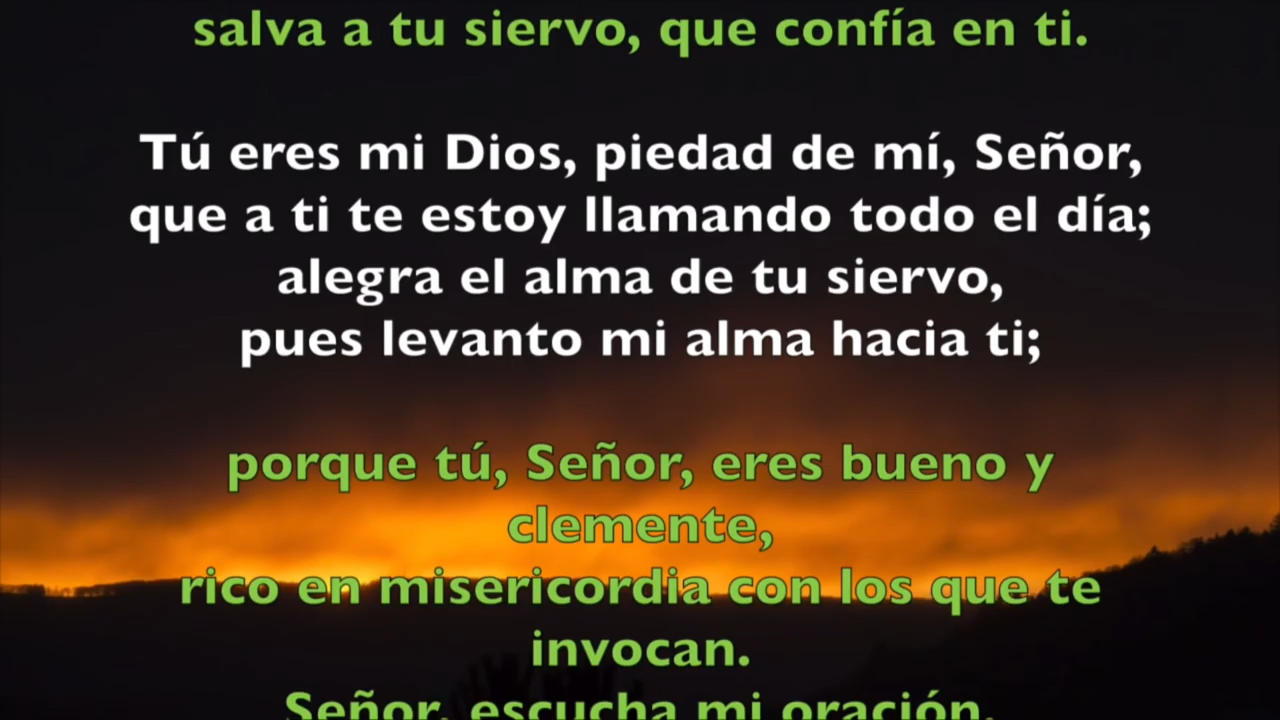 salva a tu siervo, que confía en ti.
Tú eres mi Dios, piedad de mí, Señor,
que a ti te estoy llamando todo el día;
alegra el alma de tu siervo,
pues levanto mi alma hacia ti;
porque tú, Señor, eres bueno y
clemente,
rico en misericordia con los que te
invocan.
Señor, escucha mi oración,